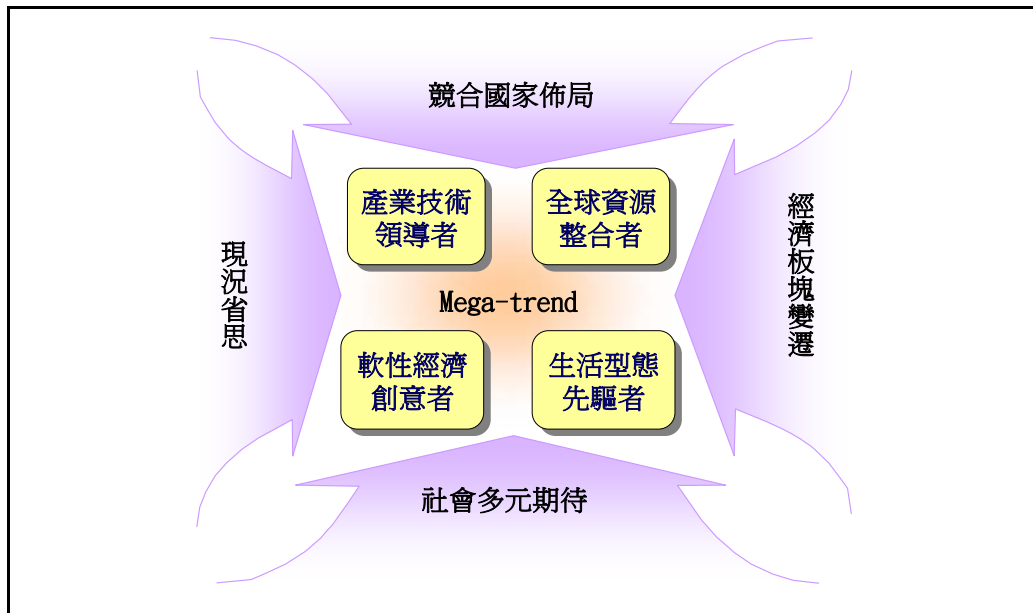 競合國家佈局
產業技術
領導者
全球資源
整合者
現況省思
Mega-trend
經濟板塊變遷
軟性經濟
創意者
生活型態
先驅者
社會多元期待